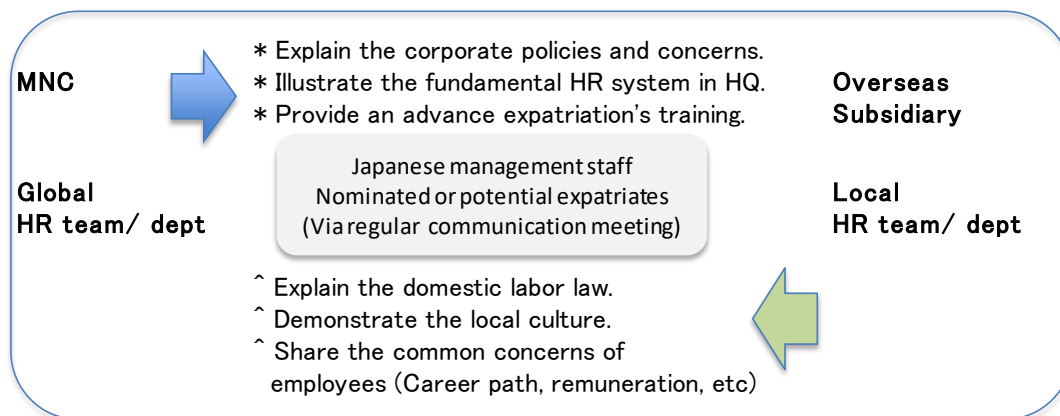 MNC
Global
HR team/ dept
* Explain the corporate policies and concerns.
* Illustrate the fundamental HR system in HQ.
* Provide an advance expatriation's training.
Japanese management staff
Nominated or potential expatriates
(Via regular communication meeting)
^ Explain the domestic labor law.
^ Demonstrate the local culture.
^ Share the common concerns of
employees (Career path, remuneration, etc)
Overseas
Subsidiary
Local
HR team/ dept